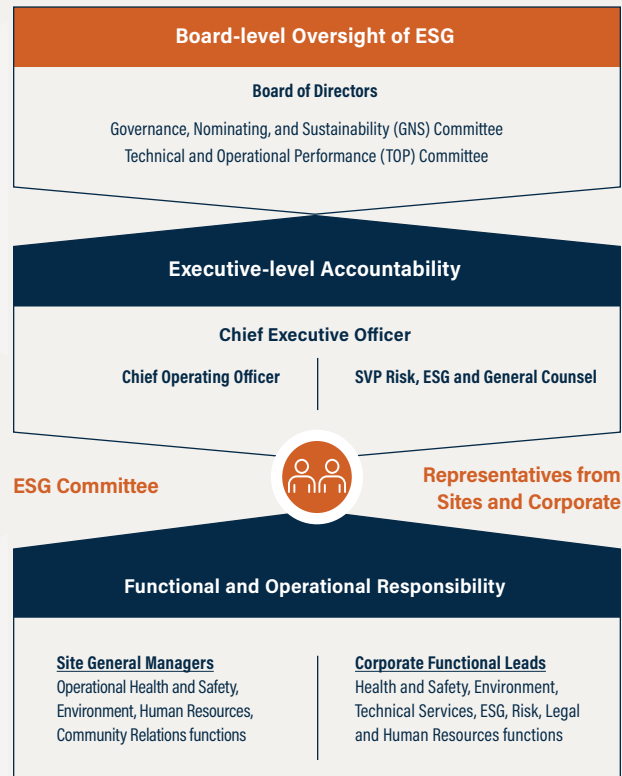 Board-level Oversight of ESG
Board of Directors
Governance, Nominating, and Sustainability (GNS) Committee
Technical and Operational Performance (TOP) Committee
Executive-level Accountability
Chief Executive Officer
Chief Operating Officer
SVP Risk, ESG and General Counsel
ESG Committee
Representatives from
Sites and Corporate
Functional and Operational Responsibility
Site General Managers
Operational Health and Safety,
Environment, Human Resources,
Community Relations functions
Corporate Functional Leads
Health and Safety, Environment,
Technical Services, ESG, Risk, Legal
and Human Resources functions